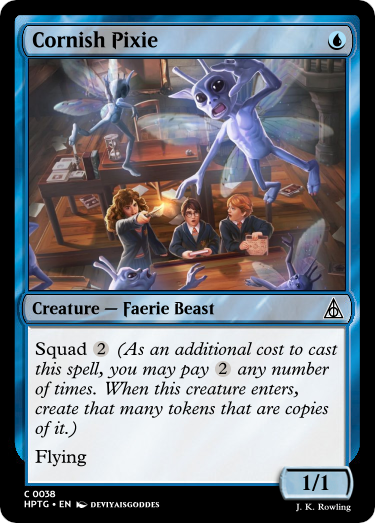 Cornish Pixie
Creature — Faerie Beast
Squad 2 (As an additional cost to cast
this spell, you may pay 2 any number
of times. When this creature enters,
create that many tokens that are copies
of it.)
Flying
1/1
C 0038
HPTG • EN DEVIYAISGODDES
J. K. Rowling